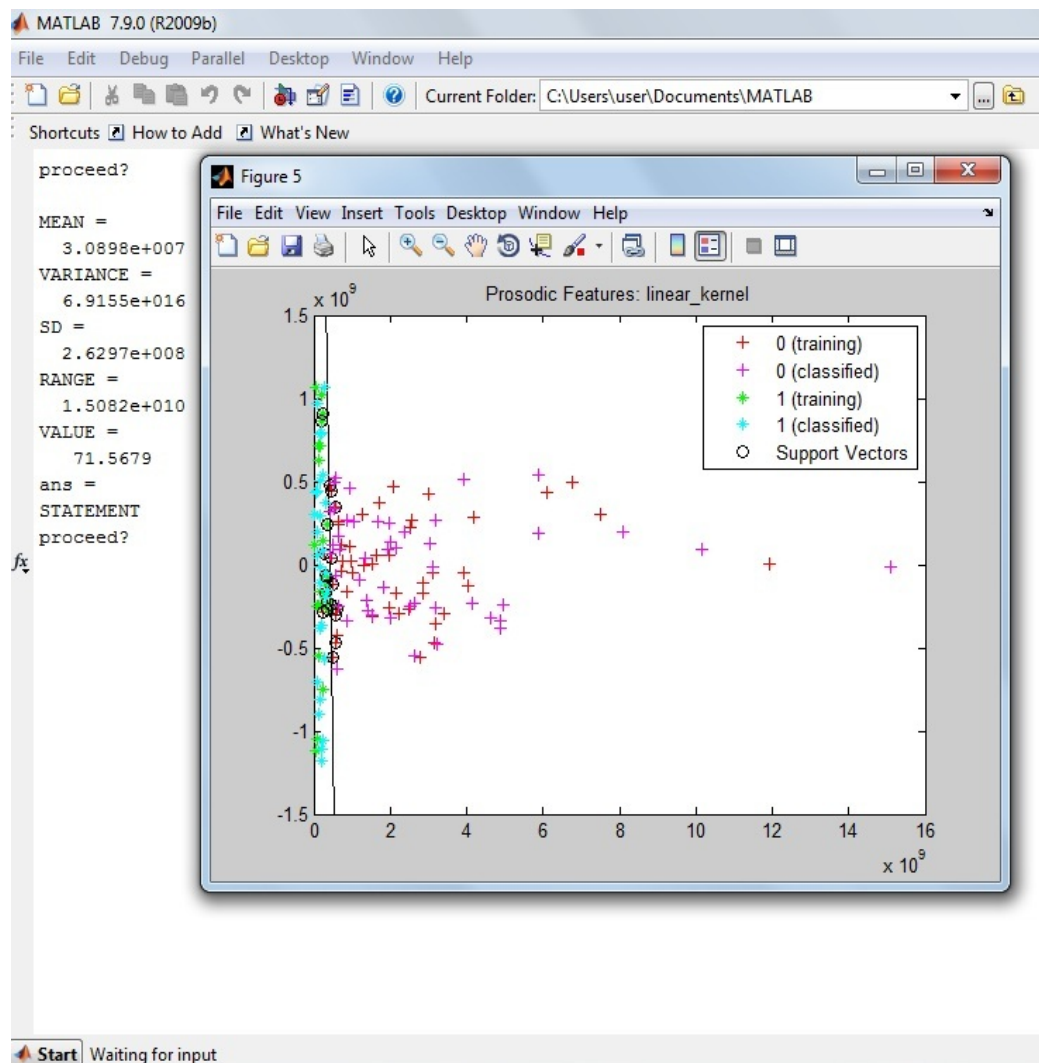 MATLAB 7.9.0 (R2009b)
File Edit Debug Parallel Desktop Window Help
Current Folder: C:\Users\user\Documents\MATLAB
Shortcuts How to Add What's New
proceed?
MEAN =
3.0898e+007
VARIANCE =
6.9155e+016
SD =
2.6297e+008
RANGE =
1.5082e+010
VALUE =
71.5679
ans =
STATEMENT
proceed?
fx
Figure 5
File Edit View Insert Tools Desktop Window Help
x 10^9
Prosodic Features: linear_kernel
0 (training)
0 (classified)
1 (training)
1 (classified)
Support Vectors
1.5
1
0.5
0
-0.5
-1
-1.5
0 2 4 6 8 10 12 14 16
x 10^9
Start Waiting for input